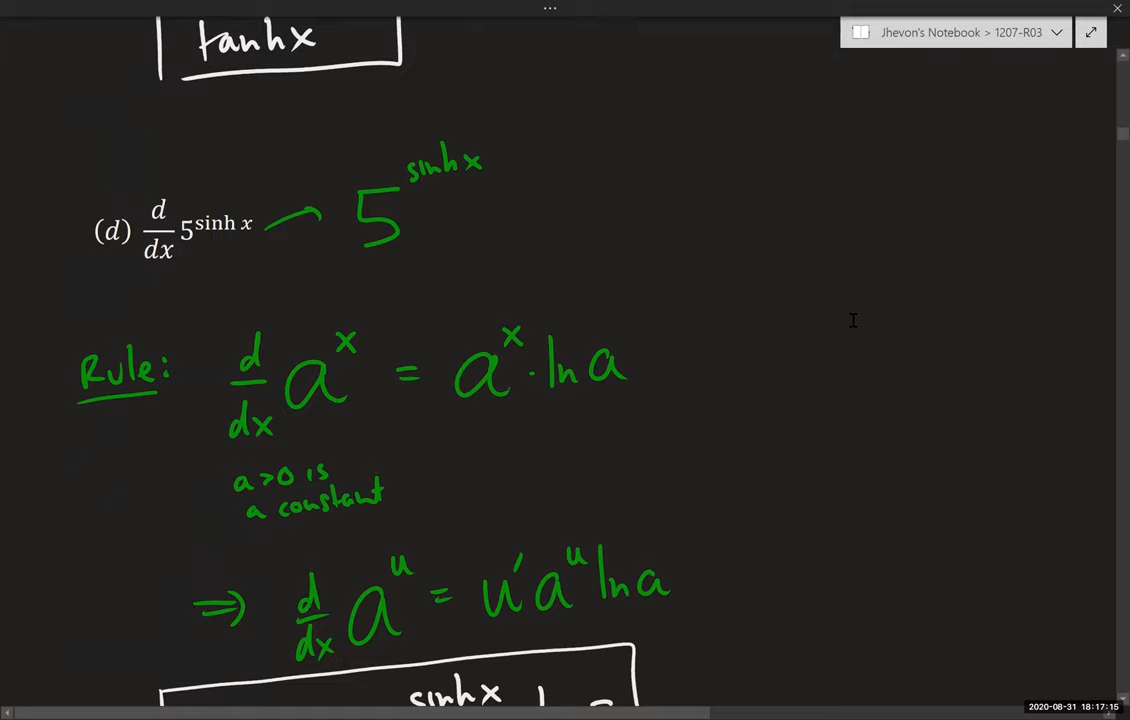 Jhevon's Notebook > 1207-R03
tanhx
(d) d/dx 5^sinh x
5^sinhx
Rule: d/dx a^x = a^x · ln a
a>0 is
a constant
⇒ d/dx a^u = u' a^u ln a
sinhx
2020-08-31 18:17:15